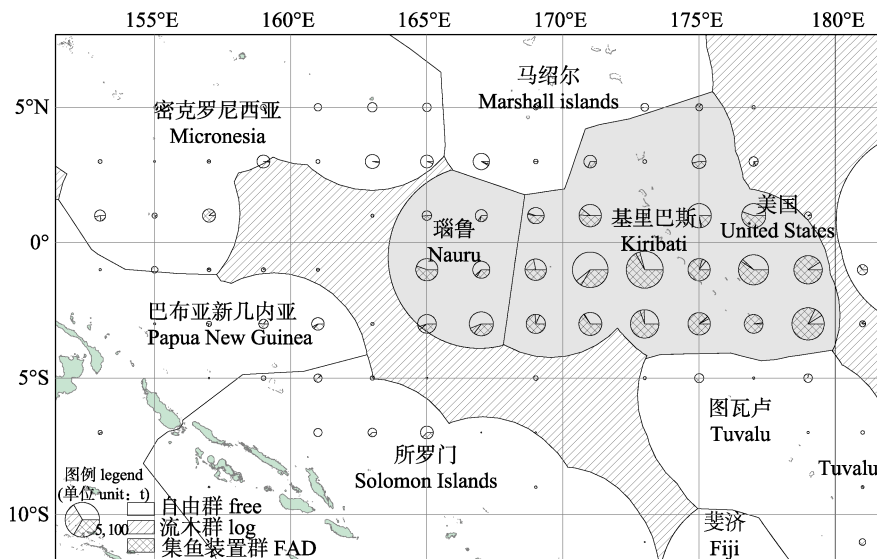 155°E 160°E 165°E 170°E 175°E 180°E
5°N
0°
5°S
10°S
马绍尔
Marshall islands
密克罗尼西亚
Micronesia
美国
United States
基里巴斯
Kiribati
瑙鲁
Nauru
巴布亚新几内亚
Papua New Guinea
图瓦卢
Tuvalu
所罗门
Solomon Islands
Tuvalu
斐济
Fiji
图例 legend
(单位 unit: t)
5,100
自由群 free
流木群 log
集鱼装置群 FAD